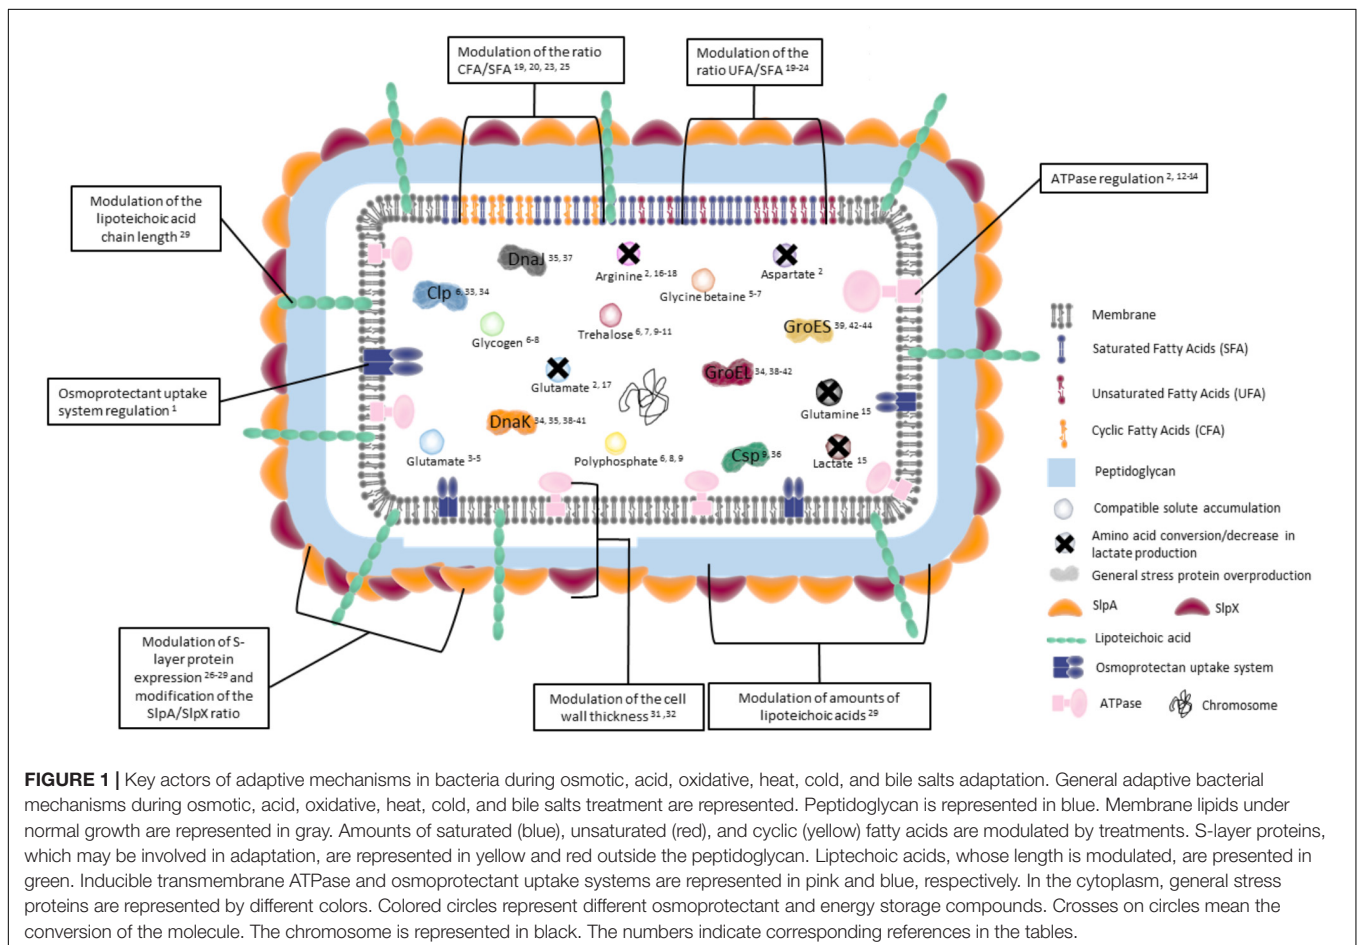 Modulation of the ratio
CFA/SFA 19, 20, 23, 25
Modulation of the
ratio UFA/SFA 19-24
ATPase regulation 2, 12-14
Modulation of the
lipoteichoic acid
chain length 29
Osmoprotectant uptake
system regulation 1
DnaJ 35, 37
Arginine 2, 16-18
Aspartate 2
Clp 6, 33, 34
Glycine betaine 5-7
Glycogen 6-8
Trehalose 6, 7, 9-11
GroES 39, 42-44
Glutamate 2, 17
GroEL 34, 38-42
Glutamine 15
DnaK 34, 35, 38-41
Glutamate 3-5
Polyphosphate 6, 8, 9
Csp 9, 36
Lactate 15
Membrane
Saturated Fatty Acids (SFA)
Unsaturated Fatty Acids (UFA)
Cyclic Fatty Acids (CFA)
Peptidoglycan
Compatible solute accumulation
Amino acid conversion/decrease in
lactate production
General stress protein overproduction
SlpA
SlpX
Lipoteichoic acid
Osmoprotectan uptake system
ATPase
Chromosome
Modulation of S-
layer protein
expression 26-29 and
modification of the
SlpA/SlpX ratio
Modulation of the cell
wall thickness 31, 32
Modulation of amounts of
lipoteichoic acids 29
FIGURE 1 | Key actors of adaptive mechanisms in bacteria during osmotic, acid, oxidative, heat, cold, and bile salts adaptation. General adaptive bacterial
mechanisms during osmotic, acid, oxidative, heat, cold, and bile salts treatment are represented. Peptidoglycan is represented in blue. Membrane lipids under
normal growth are represented in gray. Amounts of saturated (blue), unsaturated (red), and cyclic (yellow) fatty acids are modulated by treatments. S-layer proteins,
which may be involved in adaptation, are represented in yellow and red outside the peptidoglycan. Liptechoic acids, whose length is modulated, are presented in
green. Inducible transmembrane ATPase and osmoprotectant uptake systems are represented in pink and blue, respectively. In the cytoplasm, general stress
proteins are represented by different colors. Colored circles represent different osmoprotectant and energy storage compounds. Crosses on circles mean the
conversion of the molecule. The chromosome is represented in black. The numbers indicate corresponding references in the tables.